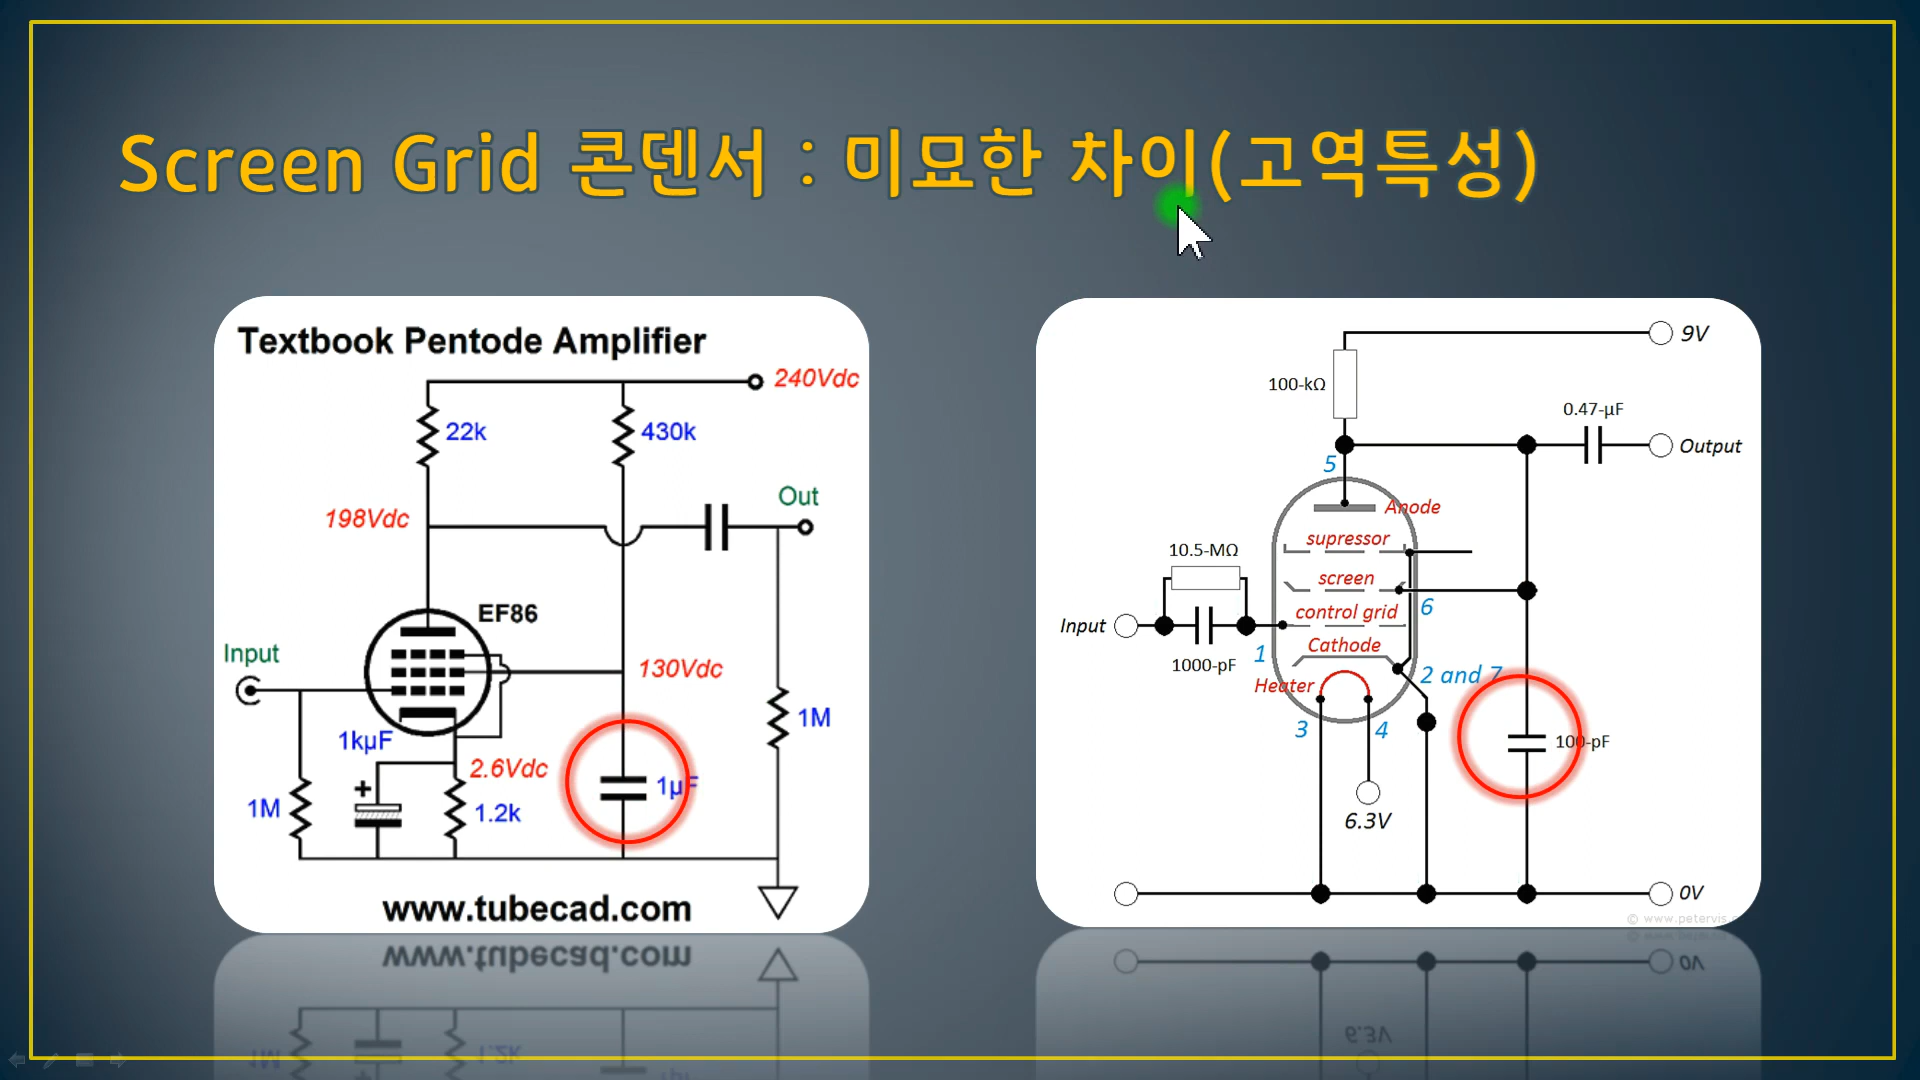 Screen Grid 콘덴서 : 미묘한 차이(고역특성)
Textbook Pentode Amplifier
240Vdc
22k
430k
198Vdc
Out
EF86
Input
130Vdc
1M
1kµF
2.6Vdc
+
1µF
1M
1.2k
www.tubecad.com
9V
100-kΩ
0.47-µF
Output
5
Anode
10.5-MΩ
supressor
screen
6
control grid
Input
1
Cathode
1000-pF
2 and 7
Heater
3
4
100-pF
6.3V
0V
© www.petervis.c